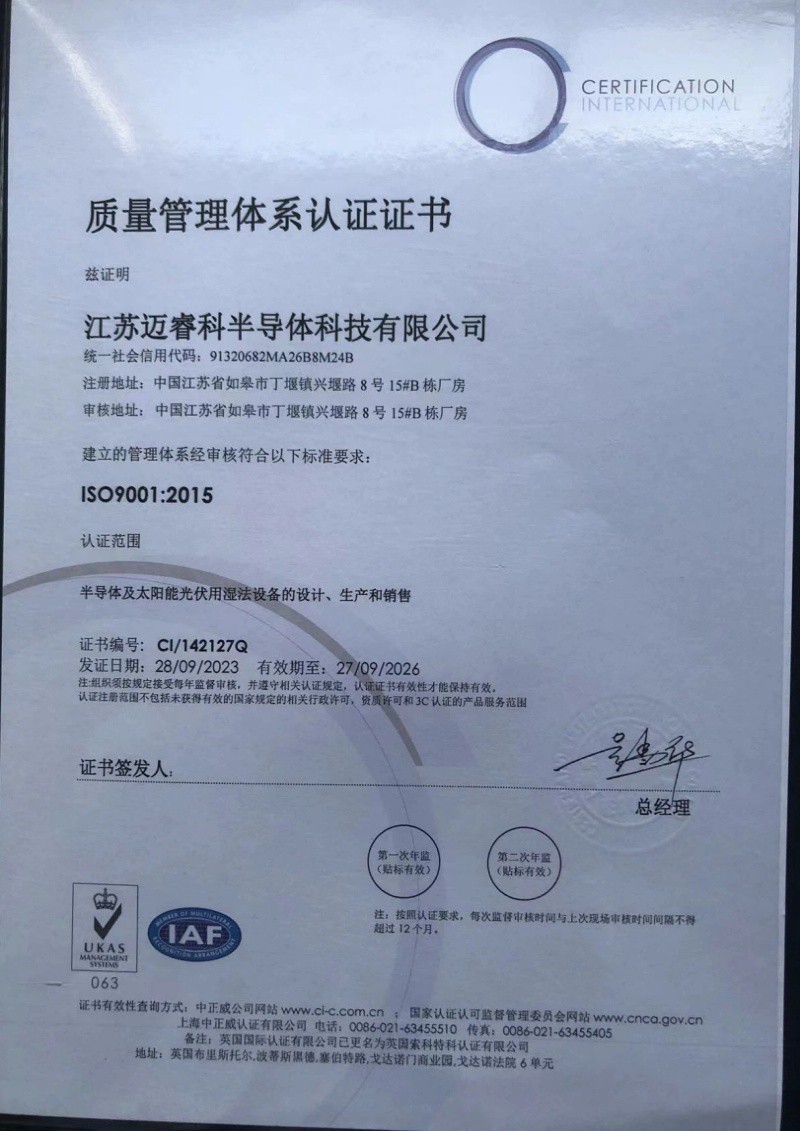 CERTIFICATION
INTERNATIONAL
质量管理体系认证证书
兹证明
江苏迈睿科半导体科技有限公司
统一社会信用代码：91320682MA26B8M24B
注册地址：中国江苏省如皋市丁堰镇兴堰路 8 号 15#B 栋厂房
审核地址：中国江苏省如皋市丁堰镇兴堰路 8 号 15#B 栋厂房
建立的管理体系经审核符合以下标准要求：
ISO9001:2015
认证范围
半导体及太阳能光伏用湿法设备的设计、生产和销售
证书编号：CI/142127Q
发证日期：28/09/2023 有效期至：27/09/2026
注:组织须按规定接受每年监督审核，并遵守相关认证规定，认证证书有效性才能保持有效。
认证注册范围不包括未获得有效的国家规定的相关行政许可，资质许可和 3C 认证的产品服务范围
证书签发人:
总经理
第一次年监
（贴标有效）
第二次年监
（贴标有效）
注：按照认证要求，每次监督审核时间与上次现场审核时间间隔不得
超过 12 个月。
UKAS
MANAGEMENT
SYSTEMS
063
MEMBER OF MULTILATERAL
IAF
RECOGNITION ARRANGEMENT
证书有效性查询方式：中正威公司网站 www.ci-c.com.cn ；国家认证认可监督管理委员会网站 www.cnca.gov.cn
上海中正威认证有限公司 电话：0086-021-63455510 传真：0086-021-63455405
备注：英国国际认证有限公司已更名为英国索科特科认证有限公司
地址：英国布里斯托尔,波蒂斯黑德,塞伯特路,戈达诺门商业园,戈达诺法院 6 单元